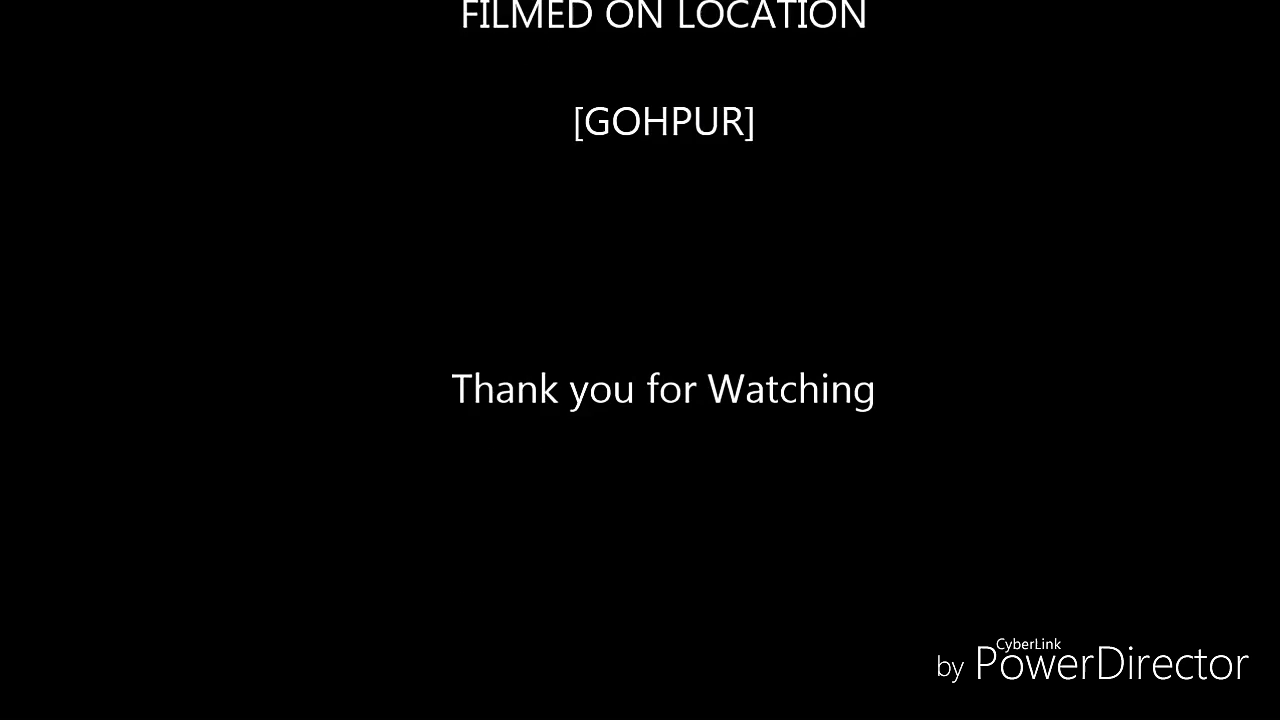 FILMED ON LOCATION
[GOHPUR]
Thank you for Watching
CyberLink
by PowerDirector